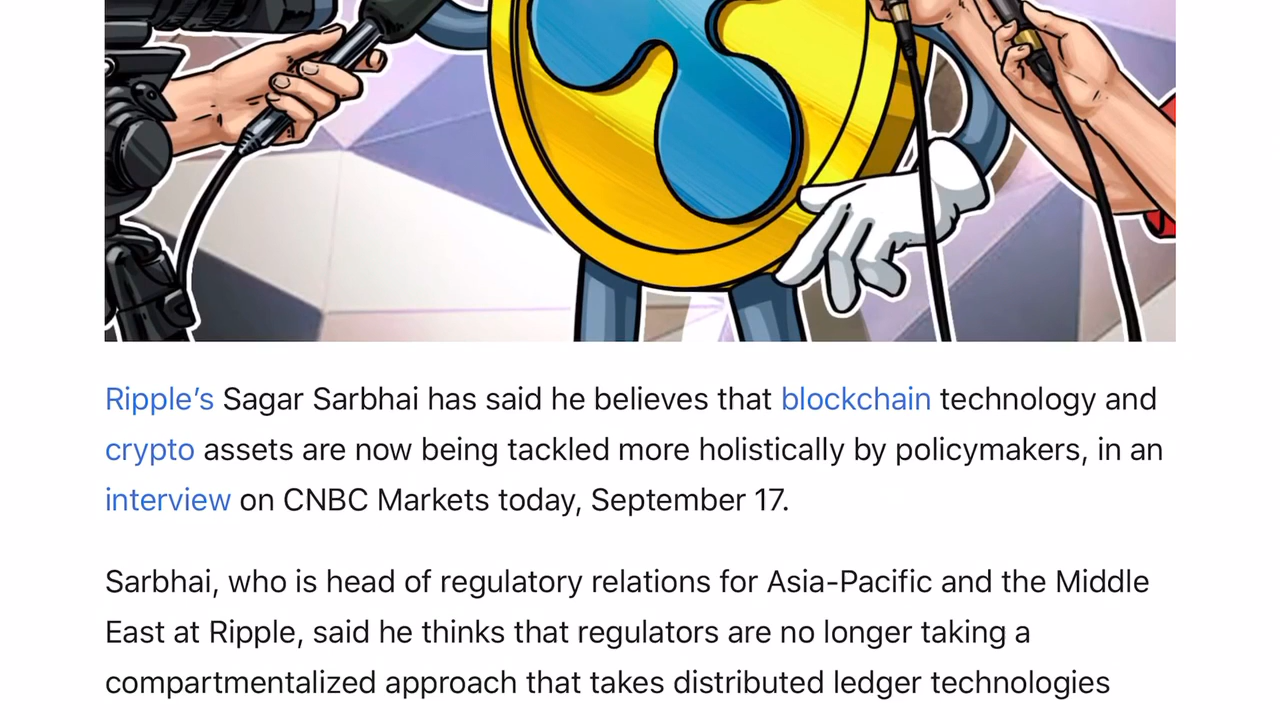 Ripple’s Sagar Sarbhai has said he believes that blockchain technology and
crypto assets are now being tackled more holistically by policymakers, in an
interview on CNBC Markets today, September 17.
Sarbhai, who is head of regulatory relations for Asia-Pacific and the Middle
East at Ripple, said he thinks that regulators are no longer taking a
compartmentalized approach that takes distributed ledger technologies